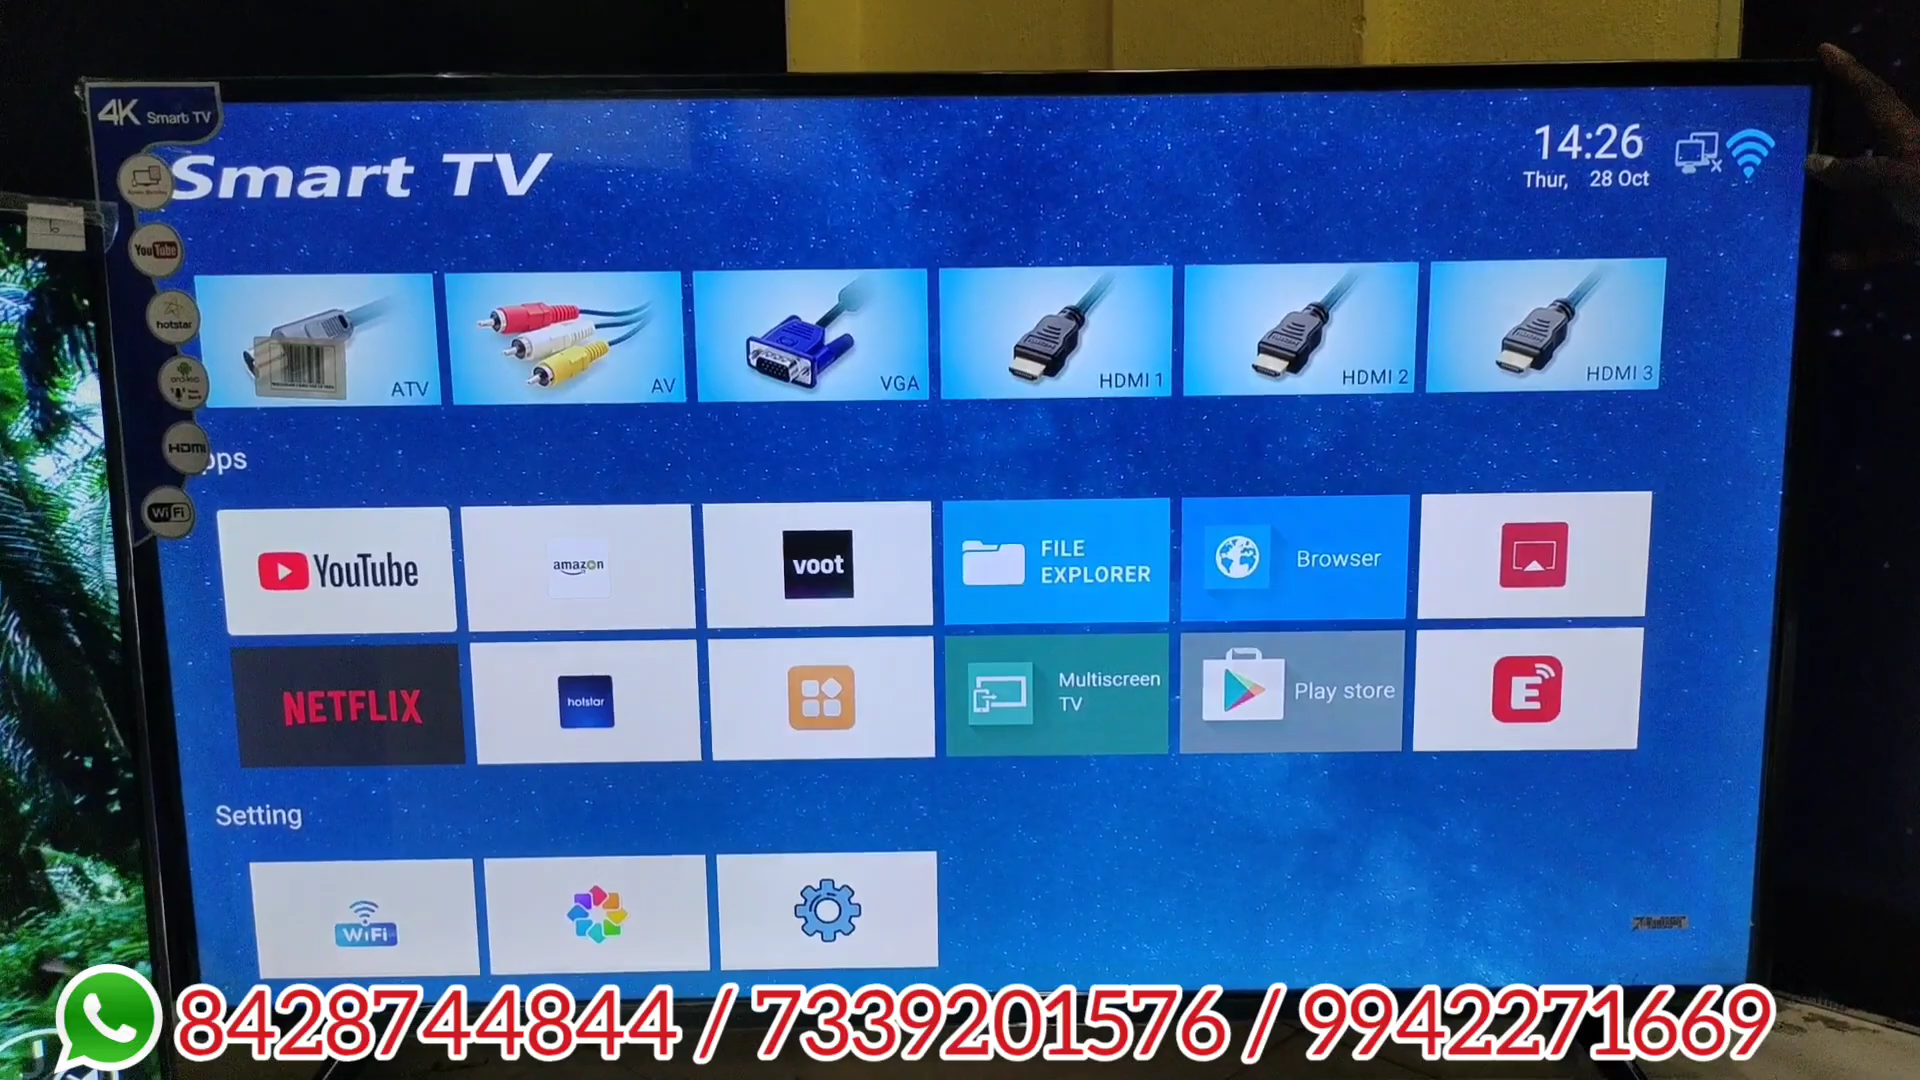 4K Smart TV
Smart TV
14:26
Thur, 28 Oct
YouTube
hotstar
HDMI
WiFi
ATV
AV
VGA
HDMI 1
HDMI 2
HDMI 3
pps
YouTube
amazon
voot
FILE
EXPLORER
Browser
NETFLIX
hotstar
Multiscreen
TV
Play store
E
Setting
WiFi
8428744844 / 7339201576 / 9942271669